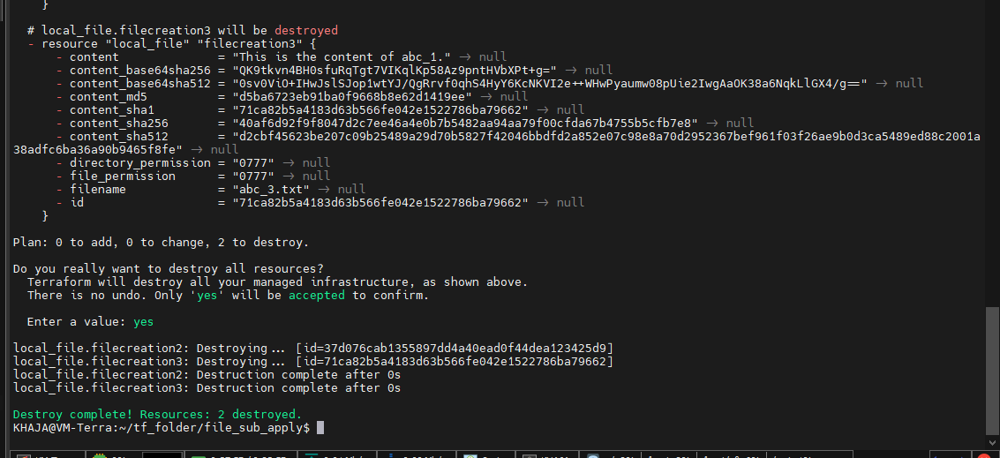 }
# local_file.filecreation3 will be destroyed
- resource "local_file" "filecreation3" {
- content = "This is the content of abc_1." -> null
- content_base64sha256 = "QK9tkvn4BH0sfuRqTgt7VIKqlKp58Az9pntHVbXPt+g=" -> null
- content_base64sha512 = "0sv0ViO+IHwJslSJop1wtYJ/QgRrvf0qhS4HyY6KcNKVI2e++WHwPyaumw08pUie2IwgAaOK38a6NqkLlGX4/g==" -> null
- content_md5 = "d5ba6723eb91ba0f9668b8e62d1419ee" -> null
- content_sha1 = "71ca82b5a4183d63b566fe042e1522786ba79662" -> null
- content_sha256 = "40af6d92f9f8047d2c7ee46a4e0b7b5482aa94aa79f00cfda67b4755b5cfb7e8" -> null
- content_sha512 = "d2cbf45623be207c09b25489a29d70b5827f42046bbdfd2a852e07c98e8a70d2952367bef961f03f26ae9b0d3ca5489ed88c2001a
38adfc6ba36a90b9465f8fe" -> null
- directory_permission = "0777" -> null
- file_permission = "0777" -> null
- filename = "abc_3.txt" -> null
- id = "71ca82b5a4183d63b566fe042e1522786ba79662" -> null
}
Plan: 0 to add, 0 to change, 2 to destroy.
Do you really want to destroy all resources?
Terraform will destroy all your managed infrastructure, as shown above.
There is no undo. Only 'yes' will be accepted to confirm.
Enter a value: yes
local_file.filecreation2: Destroying... [id=37d076cab1355897dd4a40ead0f44dea123425d9]
local_file.filecreation3: Destroying... [id=71ca82b5a4183d63b566fe042e1522786ba79662]
local_file.filecreation2: Destruction complete after 0s
local_file.filecreation3: Destruction complete after 0s
Destroy complete! Resources: 2 destroyed.
KHAJA@VM-Terra:~/tf_folder/file_sub_apply$